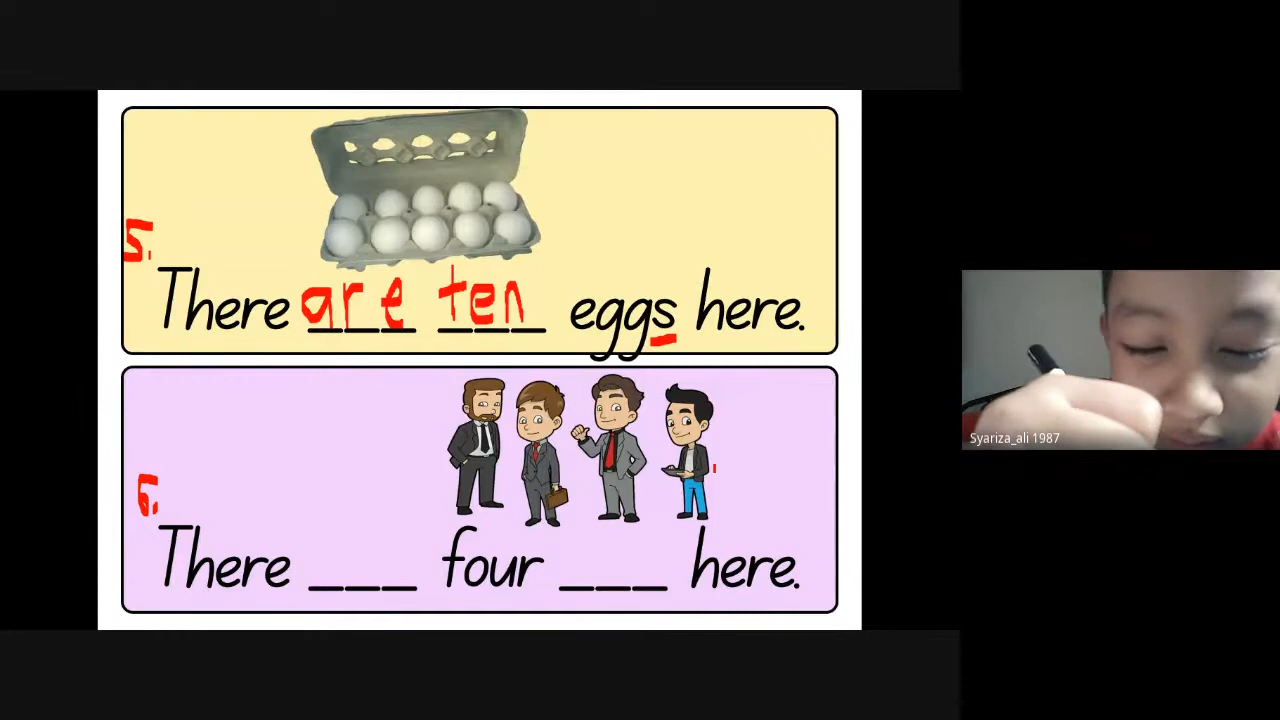 5.
There are ten eggs here.
6.
There ___ four ___ here.
Syariza_ali 1987